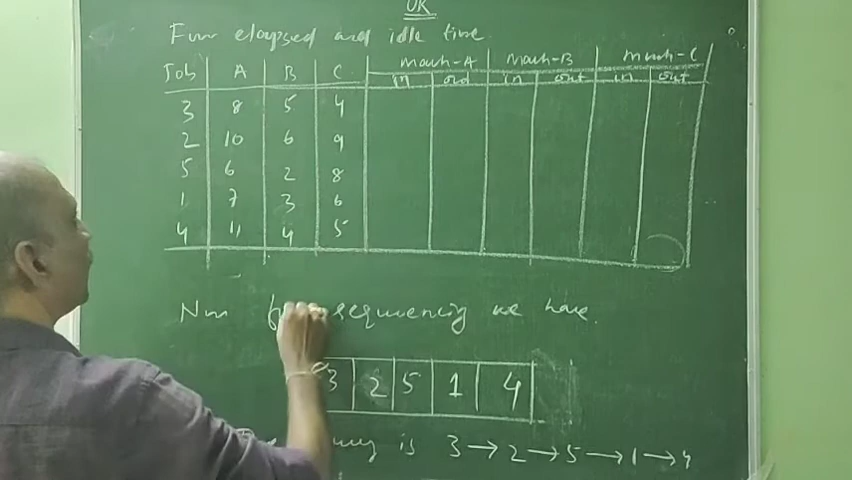 OR
For elapsed and idle time
Job A B C Mach-A Mach-B Mach-C
in out in out in out
3 8 5 4
2 10 6 9
5 6 2 8
1 7 3 6
4 11 4 5
Now sequencing we have.
3 2 5 1 4
is 3 → 2 → 5 → 1 → 4